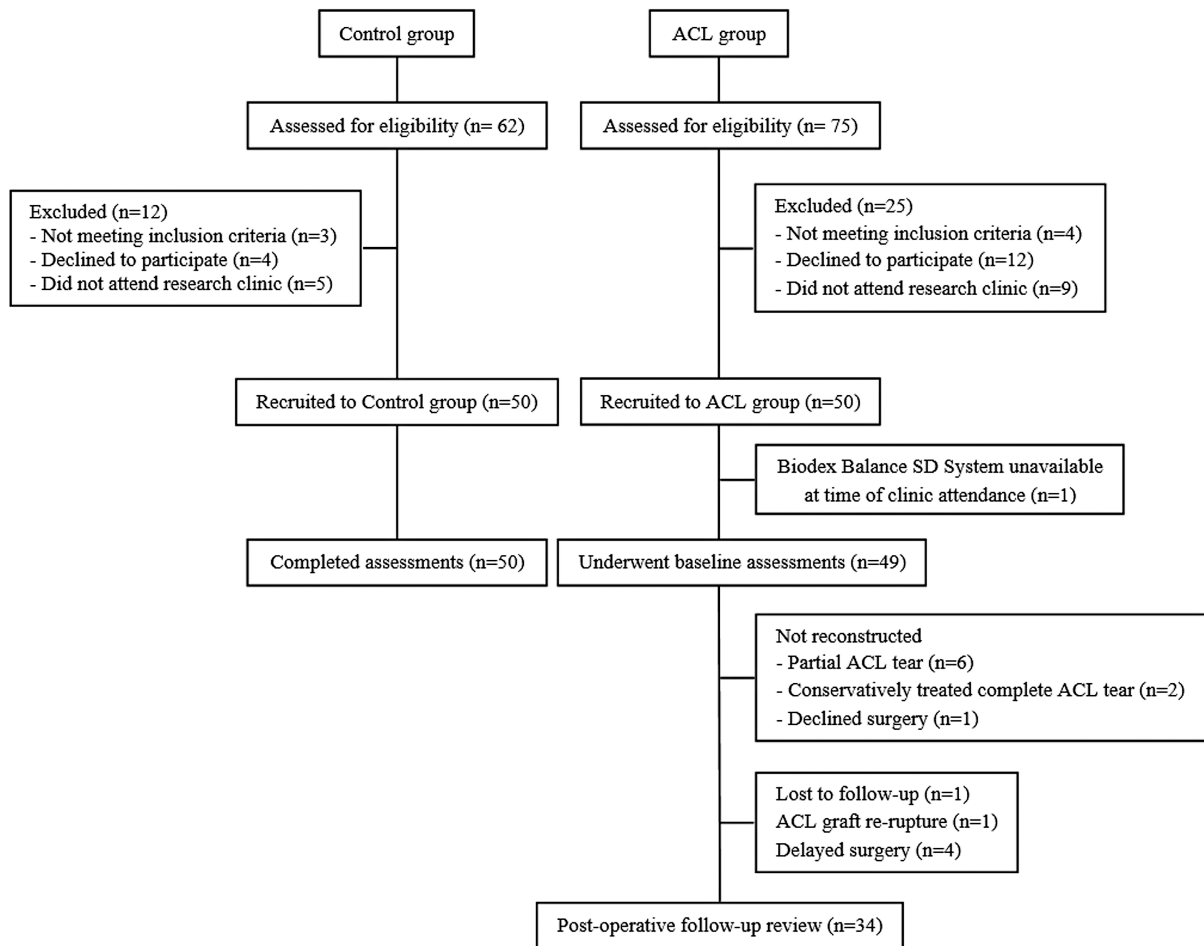 Control group
ACL group
Assessed for eligibility (n= 62)
Assessed for eligibility (n= 75)
Excluded (n=12)
- Not meeting inclusion criteria (n=3)
- Declined to participate (n=4)
- Did not attend research clinic (n=5)
Excluded (n=25)
- Not meeting inclusion criteria (n=4)
- Declined to participate (n=12)
- Did not attend research clinic (n=9)
Recruited to Control group (n=50)
Recruited to ACL group (n=50)
Biodex Balance SD System unavailable
at time of clinic attendance (n=1)
Completed assessments (n=50)
Underwent baseline assessments (n=49)
Not reconstructed
- Partial ACL tear (n=6)
- Conservatively treated complete ACL tear (n=2)
- Declined surgery (n=1)
Lost to follow-up (n=1)
ACL graft re-rupture (n=1)
Delayed surgery (n=4)
Post-operative follow-up review (n=34)